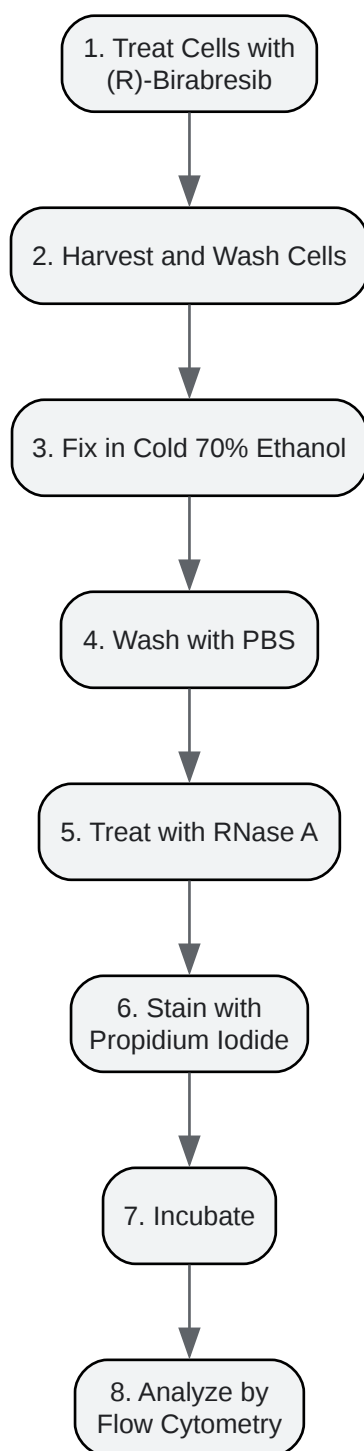 1. Treat Cells with
(R)-Birabresib
2. Harvest and Wash Cells
3. Fix in Cold 70% Ethanol
4. Wash with PBS
5. Treat with RNase A
6. Stain with
Propidium Iodide
7. Incubate
8. Analyze by
Flow Cytometry